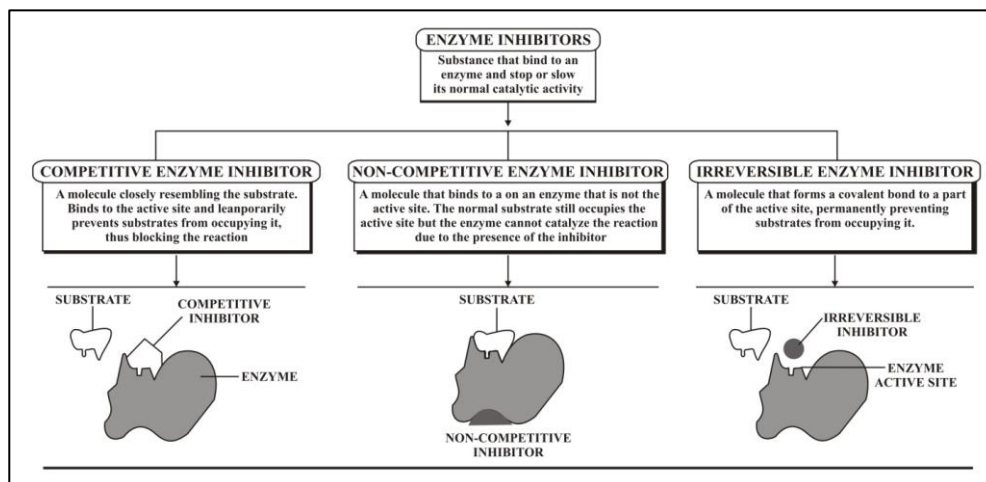 ENZYME INHIBITORS
Substance that bind to an
enzyme and stop or slow
its normal catalytic activity
COMPETITIVE ENZYME INHIBITOR
A molecule closely resembling the substrate.
Binds to the active site and leanporarily
prevents substrates from occupying it,
thus blocking the reaction
NON-COMPETITIVE ENZYME INHIBITOR
A molecule that binds to a on an enzyme that is not the
active site. The normal substrate still occupies the
active site but the enzyme cannot catalyze the reaction
due to the presence of the inhibitor
IRREVERSIBLE ENZYME INHIBITOR
A molecule that forms a covalent bond to a part
of the active site, permanently preventing
substrates from occupying it.
SUBSTRATE
COMPETITIVE
INHIBITOR
ENZYME
SUBSTRATE
NON-COMPETITIVE
INHIBITOR
SUBSTRATE
IRREVERSIBLE
INHIBITOR
ENZYME
ACTIVE SITE